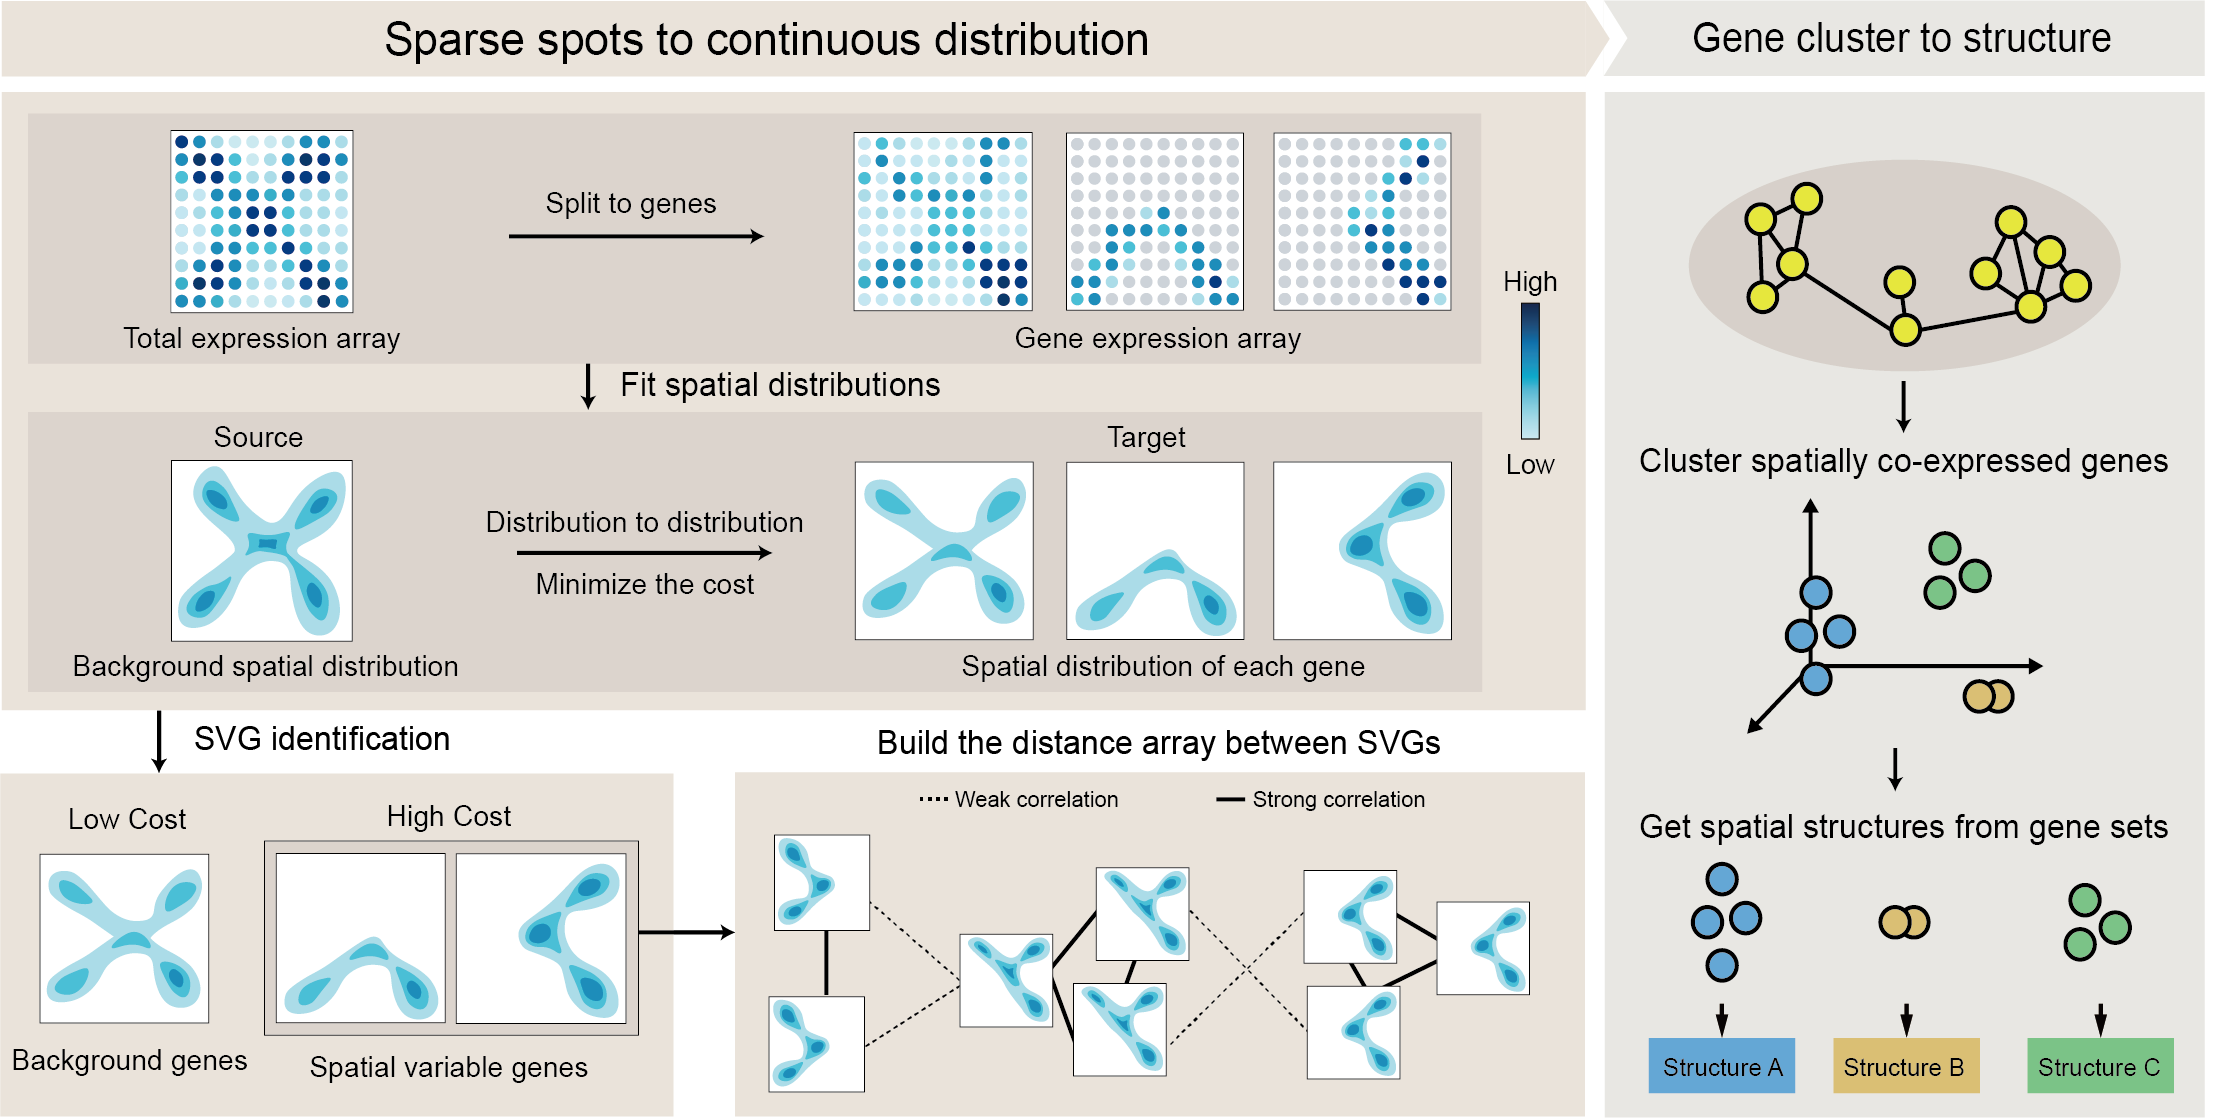 Sparse spots to continuous distribution
Gene cluster to structure
Split to genes
Total expression array
Gene expression array
High
Low
Fit spatial distributions
Source
Target
Distribution to distribution
Minimize the cost
Background spatial distribution
Spatial distribution of each gene
SVG identification
Build the distance array between SVGs
Low Cost
High Cost
Background genes
Spatial variable genes
Weak correlation
Strong correlation
Cluster spatially co-expressed genes
Get spatial structures from gene sets
Structure A
Structure B
Structure C